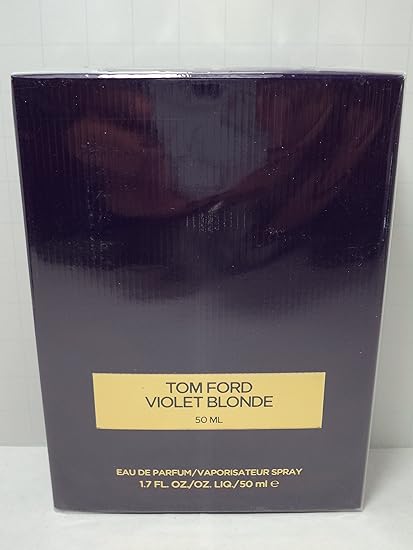 TOM FORD
VIOLET BLONDE
50 ML
EAU DE PARFUM/VAPORISATEUR SPRAY
1.7 FL. OZ./OZ. LIQ./50 ml ℮